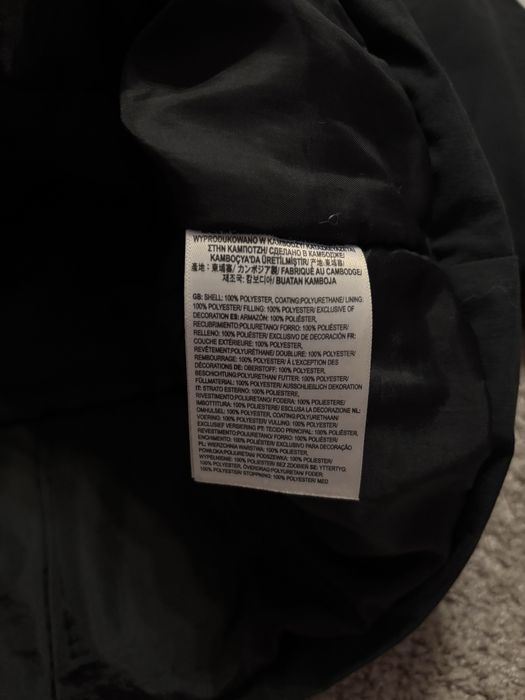 WYPRODUKOWANO W KAMBODŻY/ ΚΑΤΑΣΚΕΥΑΖΕΤΑΙ
ΣΤΗΝ ΚΑΜΠΟΤΖΗ/ СДЕЛАНО В КАМБОДЖЕ/
KAMBOÇYA'DA ÜRETİLMİŞTİR/ 产地：柬埔寨/
產地：柬埔寨/ カンボジア製/ FABRIQUÉ AU CAMBODGE/
제조국: 캄보디아/ BUATAN KAMBOJA
GB: SHELL: 100% POLYESTER, COATING:POLYURETHANE/ LINING:
100% POLYESTER/ FILLING: 100% POLYESTER/ EXCLUSIVE OF
DECORATION ES: ARMAZÓN: 100% POLIÉSTER,
RECUBRIMIENTO:POLIURETANO/ FORRO: 100% POLIÉSTER/
RELLENO: 100% POLIÉSTER/ EXCLUSIVO DE DECORACIÓN FR:
COUCHE EXTÉRIEURE: 100% POLYESTER,
REVÊTEMENT:POLYURÉTHANE/ DOUBLURE: 100% POLYESTER/
REMBOURRAGE: 100% POLYESTER/ À L'EXCEPTION DES
DÉCORATIONS DE: OBERSTOFF: 100% POLYESTER,
BESCHICHTUNG:POLYURETHAN/ FUTTER: 100% POLYESTER/
FÜLLMATERIAL: 100% POLYESTER/ AUSSCHLIEßLICH DEKORATION
IT: STRATO ESTERNO: 100% POLIESTERE,
RIVESTIMENTO:POLIURETANO/ FODERA: 100% POLIESTERE/
IMBOTTITURA: 100% POLIESTERE/ ESCLUSA LA DECORAZIONE NL:
OMHULSEL: 100% POLYESTER, COATING:POLYURETHAAN/
VOERING: 100% POLYESTER/ VULLING: 100% POLYESTER/
EXCLUSIEF VERSIERING PT: TECIDO PRINCIPAL: 100% POLIÉSTER,
REVESTIMENTO:POLIURETANO/ FORRO: 100% POLIÉSTER/
ENCHIMENTO: 100% POLIÉSTER/ EXCLUSIVO PARA DECORAÇÃO
PL: WIERZCHNIA WARSTWA: 100% POLIESTER,
POWŁOKA:POLIURETAN/ PODSZEWKA: 100% POLIESTER/
WYPEŁNIENIE: 100% POLIESTER/ BEZ OZDÓB SE: YTTERTYG:
100% POLYESTER, ÖVERDRAG:POLYURETAN/ FODER:
100% POLYESTER/ STOPPNING: 100% POLYESTER/ MED